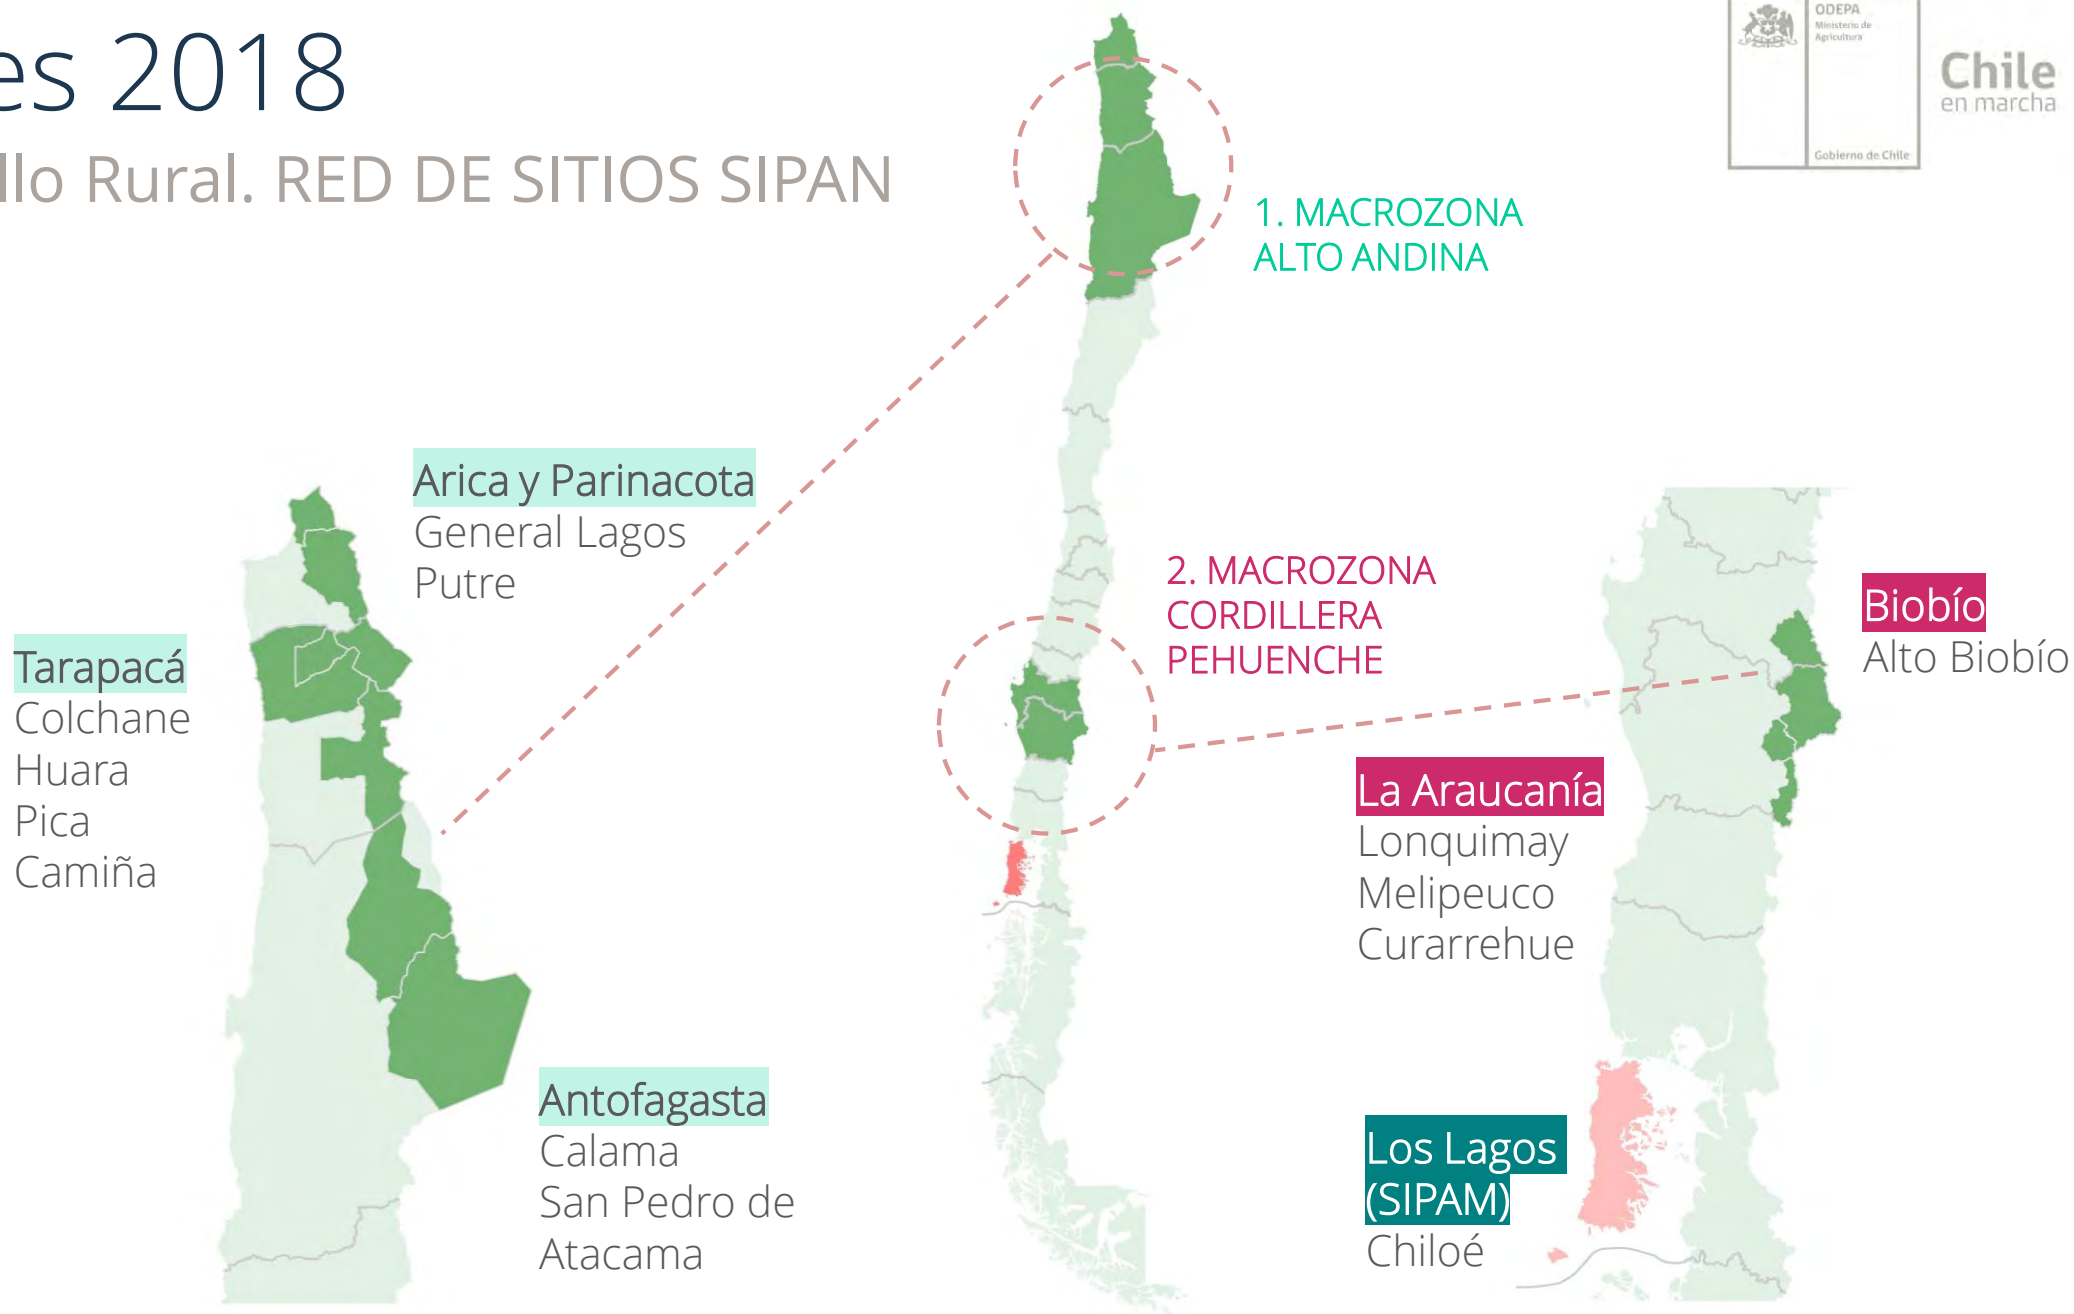 es 2018
llo Rural. RED DE SITIOS SIPAN
ODEPA
Ministerio de
Agricultura
Gobierno de Chile
Chile
en marcha
1. MACROZONA
ALTO ANDINA
Arica y Parinacota
General Lagos
Putre
Tarapacá
Colchane
Huara
Pica
Camiña
Antofagasta
Calama
San Pedro de
Atacama
2. MACROZONA
CORDILLERA
PEHUENCHE
Biobío
Alto Biobío
La Araucanía
Lonquimay
Melipeuco
Curarrehue
Los Lagos
(SIPAM)
Chiloé